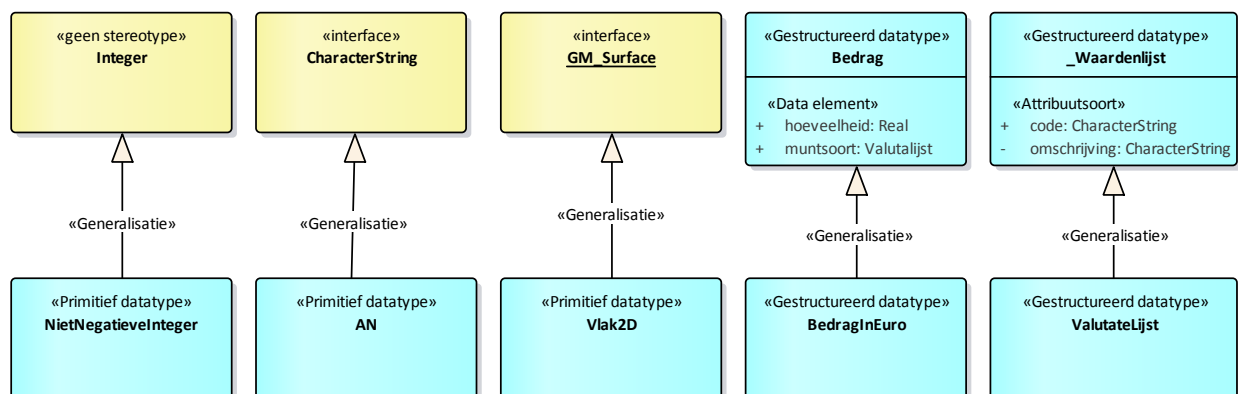 «geen stereotype»
Integer
«interface»
CharacterString
«interface»
GM_Surface
«Gestructureerd datatype»
Bedrag
«Data element»
+ hoeveelheid: Real
+ muntsoort: Valutalijst
«Gestructureerd datatype»
_Waardenlijst
«Attribuutsoort»
+ code: CharacterString
- omschrijving: CharacterString
«Generalisatie»
«Generalisatie»
«Generalisatie»
«Generalisatie»
«Generalisatie»
«Primitief datatype»
NietNegatieveInteger
«Primitief datatype»
AN
«Primitief datatype»
Vlak2D
«Gestructureerd datatype»
BedragInEuro
«Gestructureerd datatype»
ValutateLijst